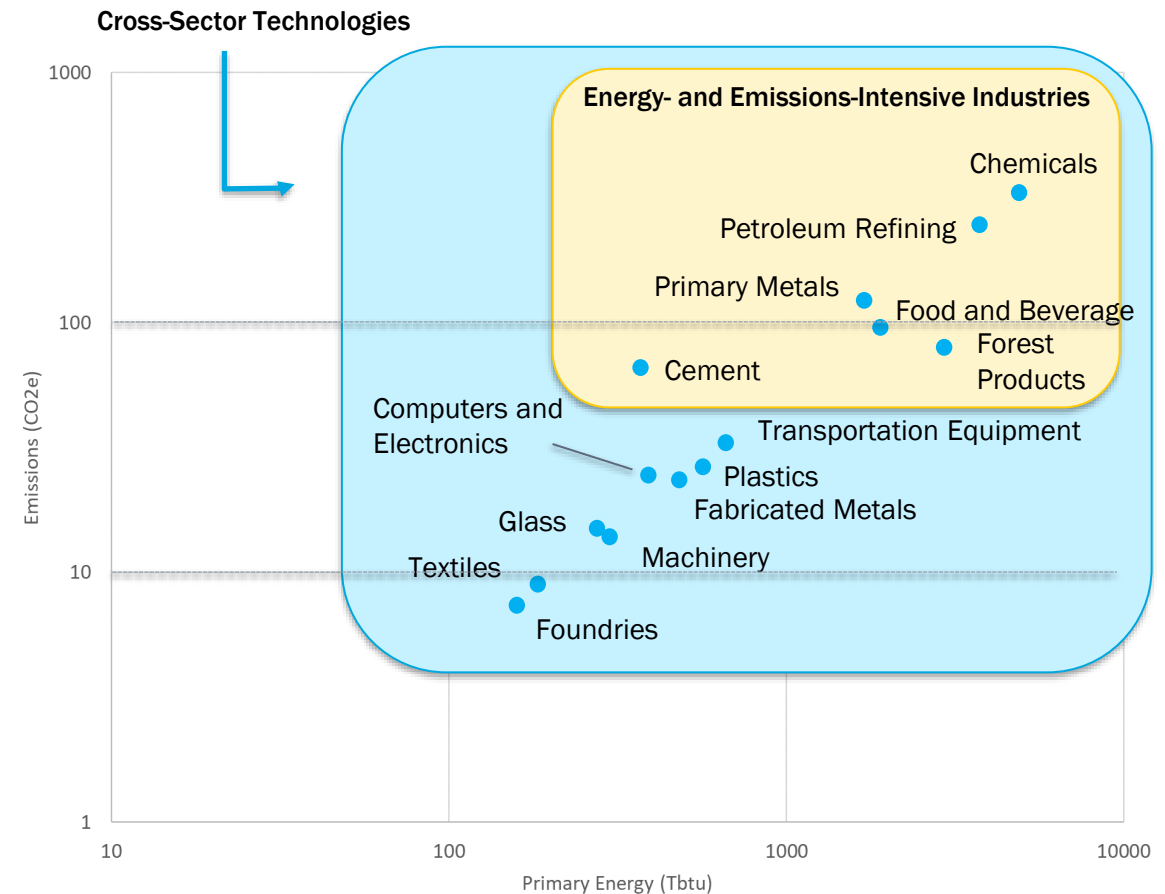 Cross-Sector Technologies
1000
Energy- and Emissions-Intensive Industries
Chemicals
Petroleum Refining
Primary Metals
Food and Beverage
100
Forest
Products
Cement
Computers and
Electronics
Transportation Equipment
Plastics
Fabricated Metals
Glass
Machinery
Textiles
10
Foundries
Emissions (CO2e)
1
10
100
1000
10000
Primary Energy (Tbtu)